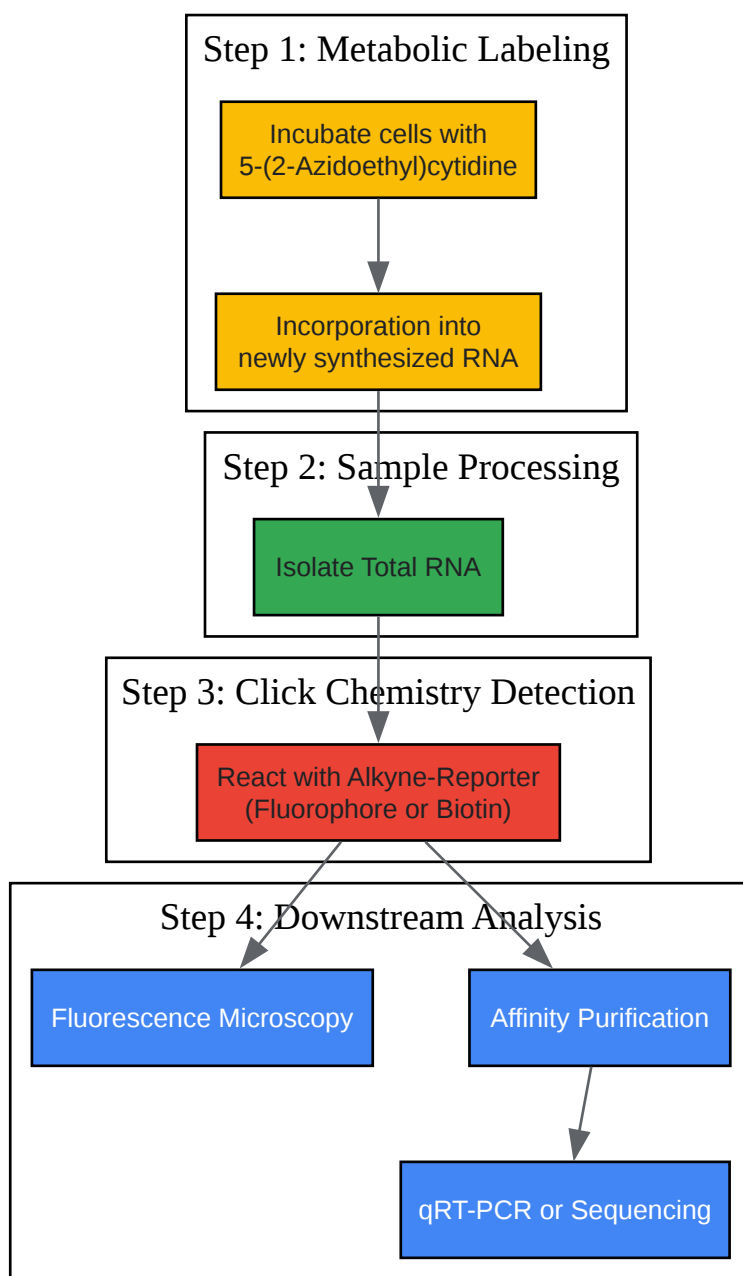 Step 1: Metabolic Labeling
Incubate cells with
5-(2-Azidoethyl)cytidine
Incorporation into
newly synthesized RNA
Step 2: Sample Processing
Isolate Total RNA
Step 3: Click Chemistry Detection
React with Alkyne-Reporter
(Fluorophore or Biotin)
Step 4: Downstream Analysis
Fluorescence Microscopy
Affinity Purification
qRT-PCR or Sequencing